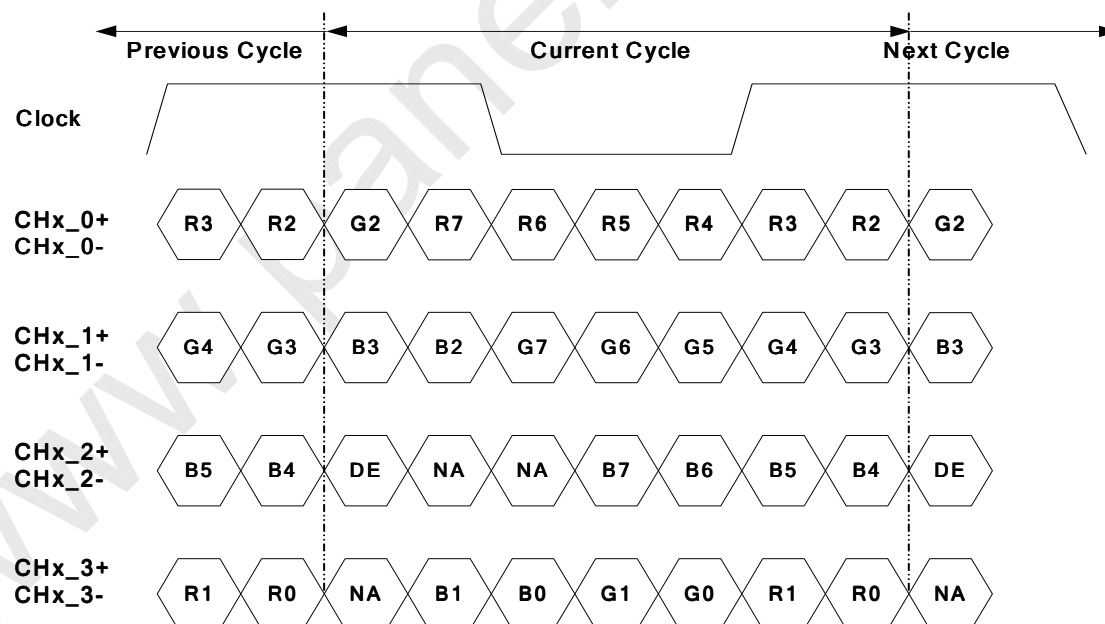 Previous Cycle Current Cycle Next Cycle
Clock
CHx_0+
CHx_0-
R3 R2 G2 R7 R6 R5 R4 R3 R2 G2
CHx_1+
CHx_1-
G4 G3 B3 B2 G7 G6 G5 G4 G3 B3
CHx_2+
CHx_2-
B5 B4 DE NA NA B7 B6 B5 B4 DE
CHx_3+
CHx_3-
R1 R0 NA B1 B0 G1 G0 R1 R0 NA
www.pane